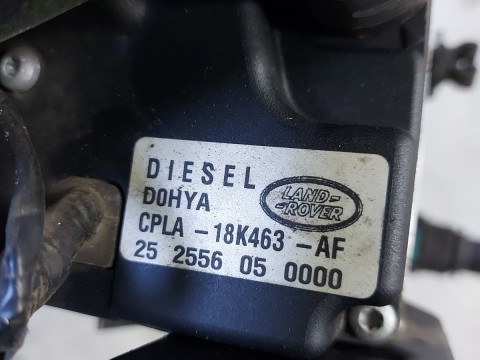 DIESEL
DOHYA
LAND-
-ROVER
CPLA -18K463 -AF
25 2556 05 0000